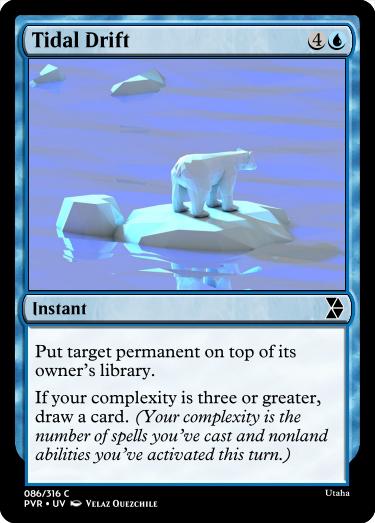 Tidal Drift 4
Instant
Put target permanent on top of its
owner's library.
If your complexity is three or greater,
draw a card. (Your complexity is the
number of spells you've cast and nonland
abilities you've activated this turn.)
086/316 C
Utaha
PVR • UV Velaz Quezchile